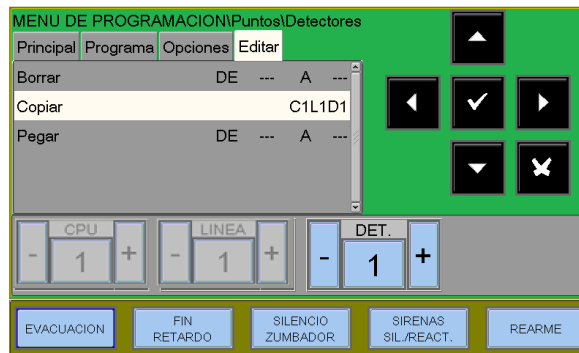 MENU DE PROGRAMACION\Puntos\Detectores
Principal Programa Opciones Editar
Borrar DE --- A ---
Copiar C1L1D1
Pegar DE --- A ---
CPU LINEA DET.
- 1 + - 1 + - 1 +
EVACUACION
FIN
RETARDO
SILENCIO
ZUMBADOR
SIRENAS
SIL./REACT.
REARME